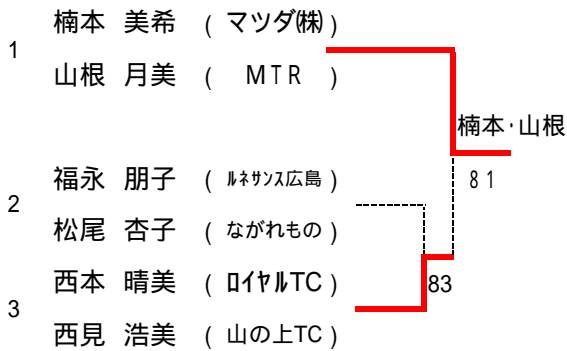 楠本 美希 ( マツダ㈱ )
1
山根 月美 ( MTR )
楠本・山根
福永 朋子 ( ﾙﾈｻﾝｽ広島 )
81
2
松尾 杏子 ( ながれもの )
西本 晴美 ( ﾛｲﾔﾙTC )
83
3
西見 浩美 ( 山の上TC )